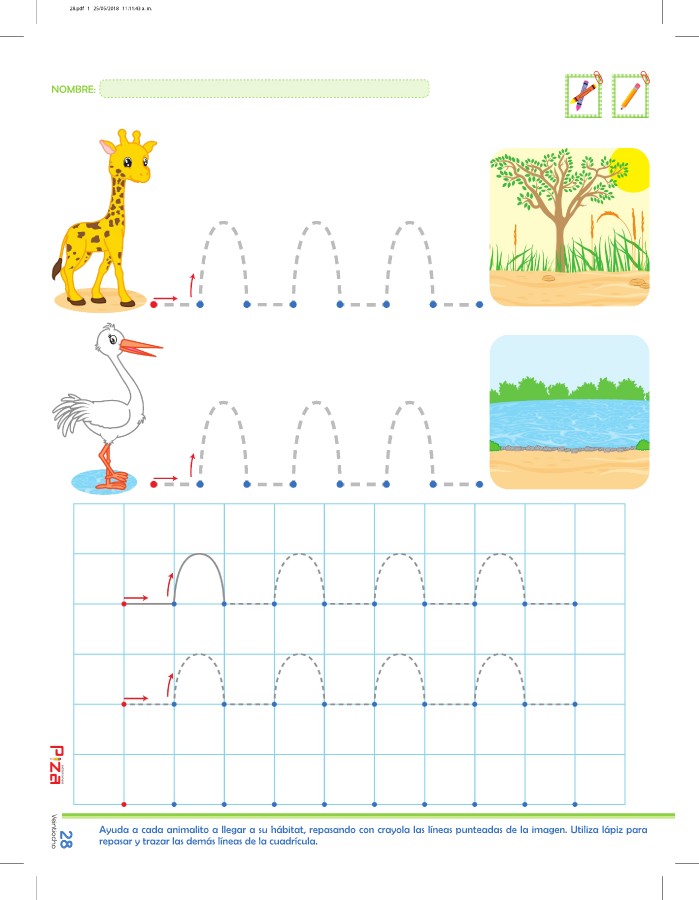 28.pdf 1 25/05/2018 11:11:43 a. m.
NOMBRE:
Piza
Veintiocho
28
Ayuda a cada animalito a llegar a su hábitat, repasando con crayola las líneas punteadas de la imagen. Utiliza lápiz para
repasar y trazar las demás líneas de la cuadrícula.